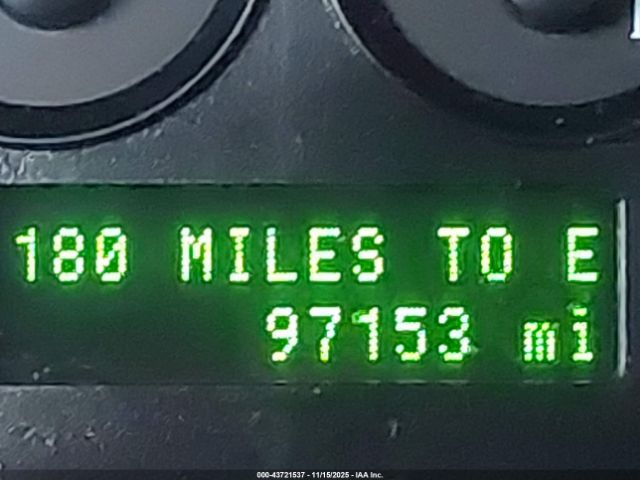 180 MILES TO E
97153 mi
000-43721537 - 11/15/2025 - IAA Inc.